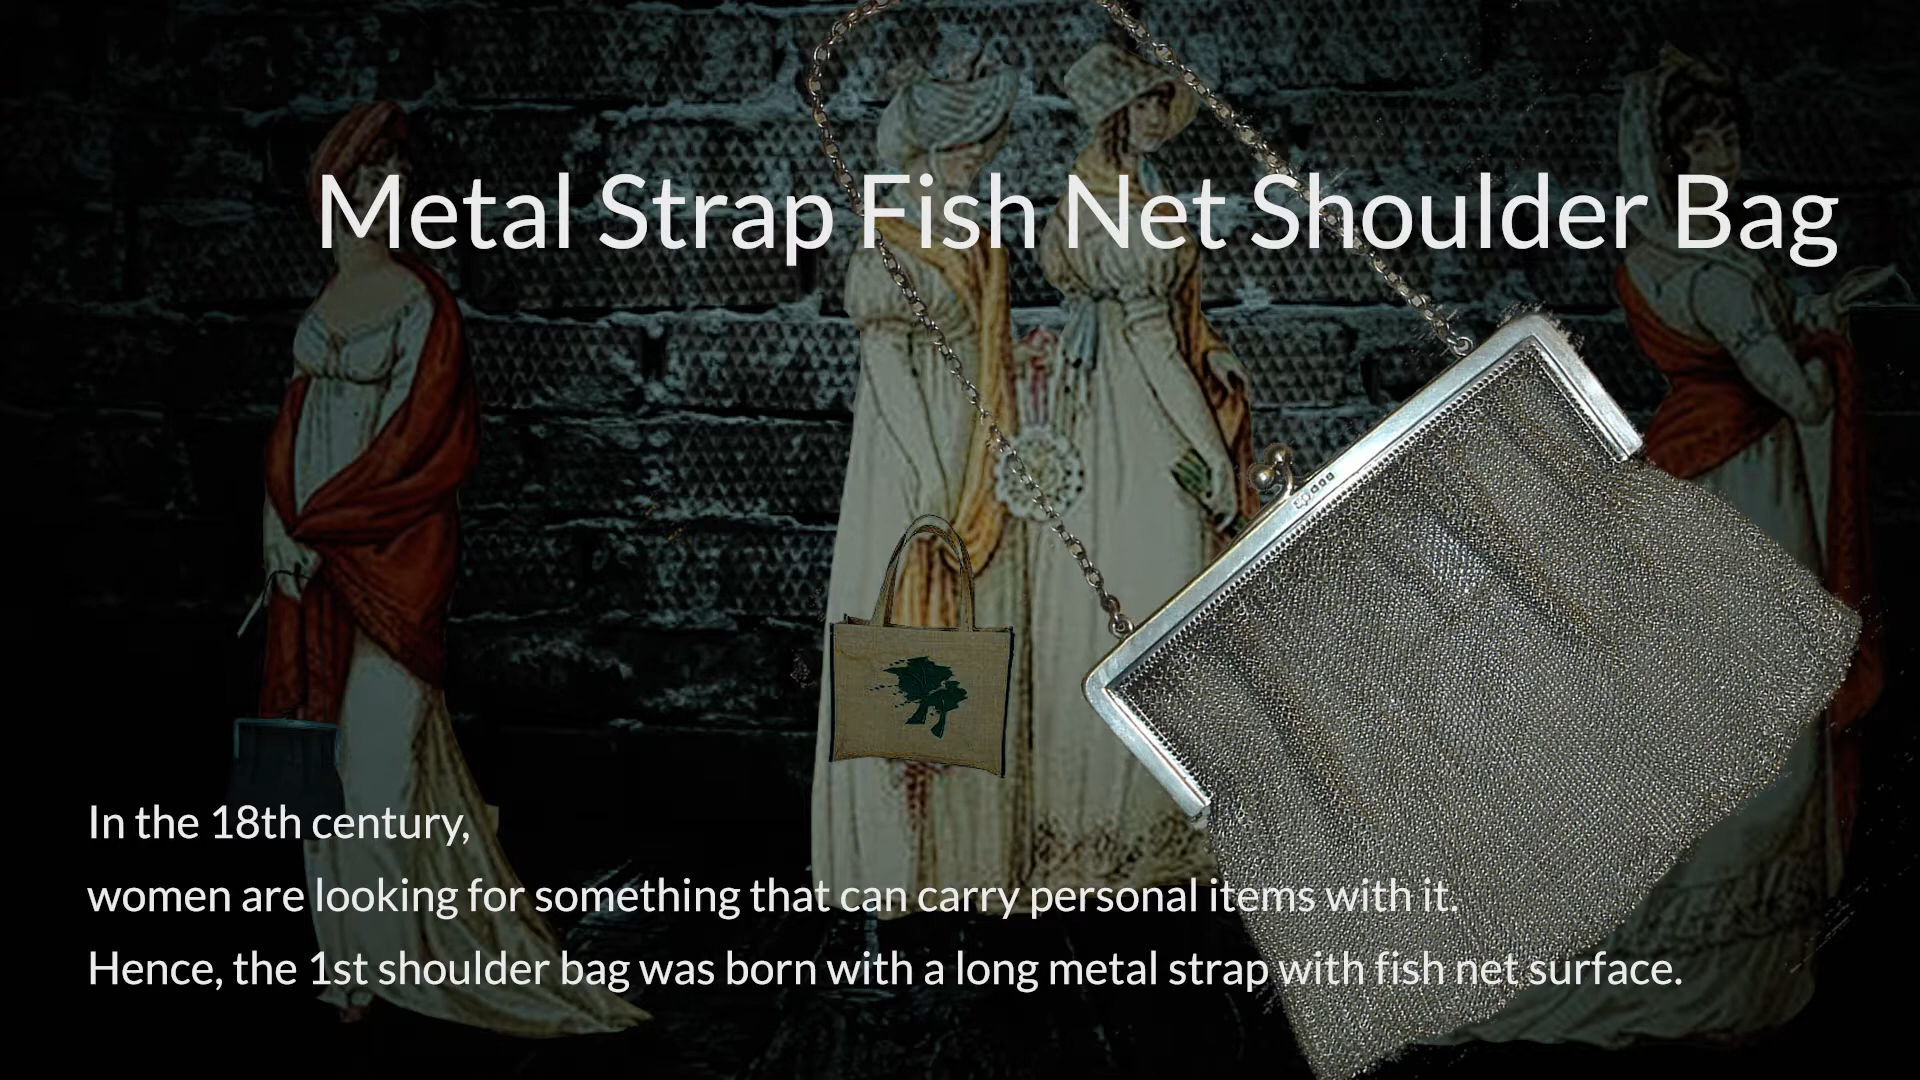 Metal Strap Fish Net Shoulder Bag
In the 18th century,
women are looking for something that can carry personal items with it.
Hence, the 1st shoulder bag was born with a long metal strap with fish net surface.